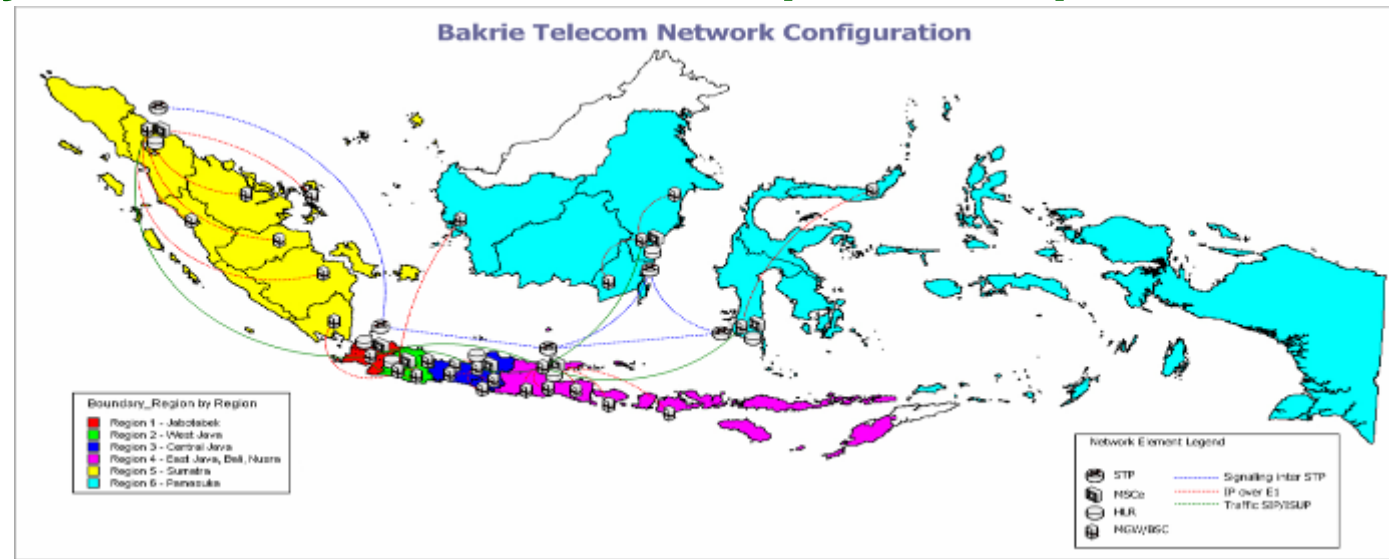 Bakrie Telecom Network Configuration
Boundary_Region by Region
Region 1 - Jabotabek
Region 2 - West Java
Region 3 - Central Java
Region 4 - East Java, Bali, Nusra
Region 5 - Sumatra
Region 6 - Pamasuka
Network Element Legend
STP
MSCe
HLR
MGW/BSC
Signaling inter STP
IP over E1
Traffic SIP/ISUP